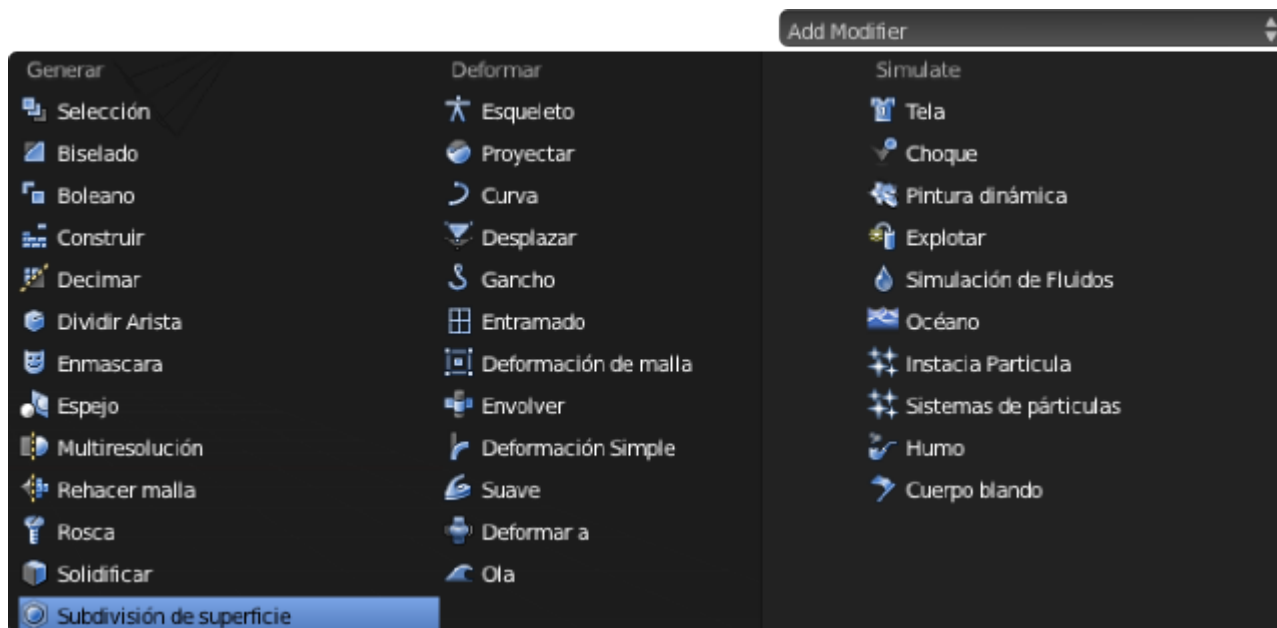 Add Modifier
Generar
Selección
Biselado
Boleano
Construir
Decimar
Dividir Arista
Enmascara
Espejo
Multiresolución
Rehacer malla
Rosca
Solidificar
Subdivisión de superficie
Deformar
Esqueleto
Proyectar
Curva
Desplazar
Gancho
Entramado
Deformación de malla
Envolver
Deformación Simple
Suave
Deformar a
Ola
Simulate
Tela
Choque
Pintura dinámica
Explotar
Simulación de Fluidos
Océano
Instacia Particula
Sistemas de párticulas
Humo
Cuerpo blando